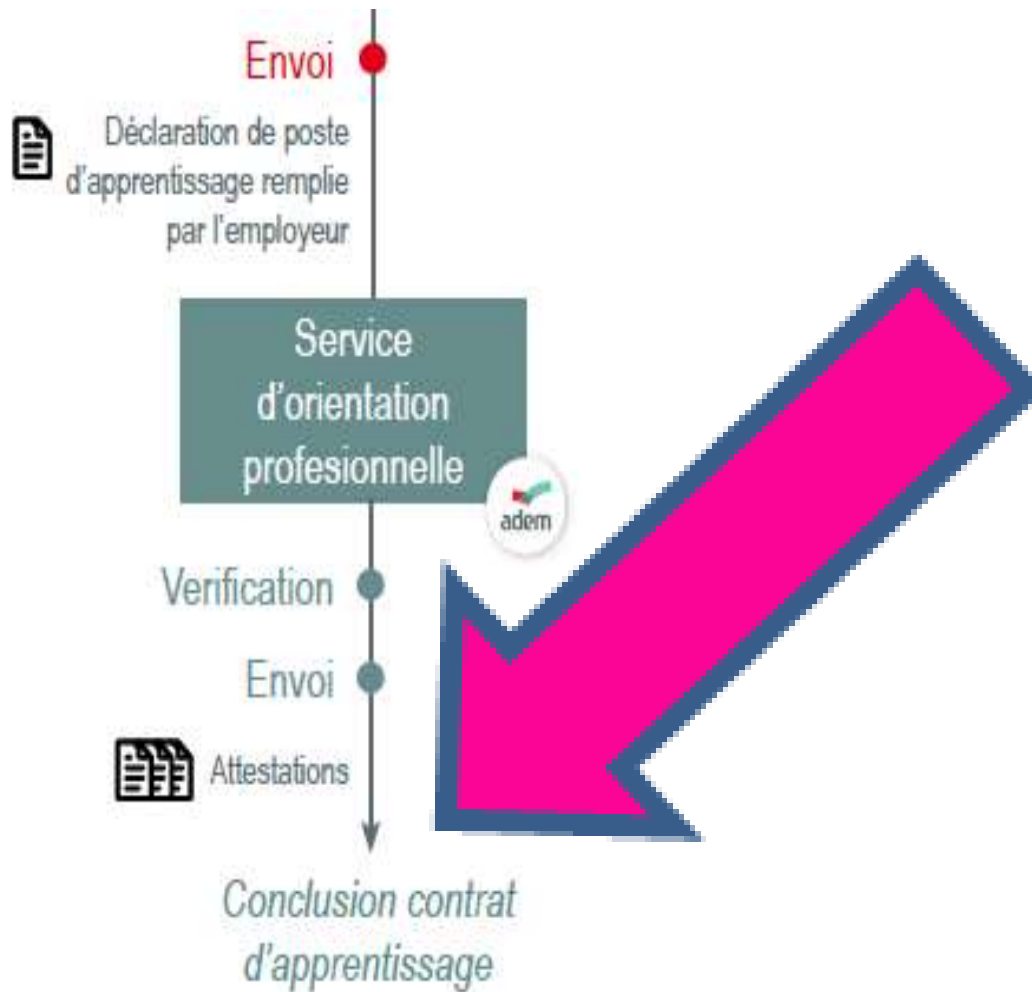 Envoi
Déclaration de poste
d'apprentissage remplie
par l'employeur
Service
d'orientation
profesionnelle
adem
Verification
Envoi
Attestations
Conclusion contrat
d'apprentissage